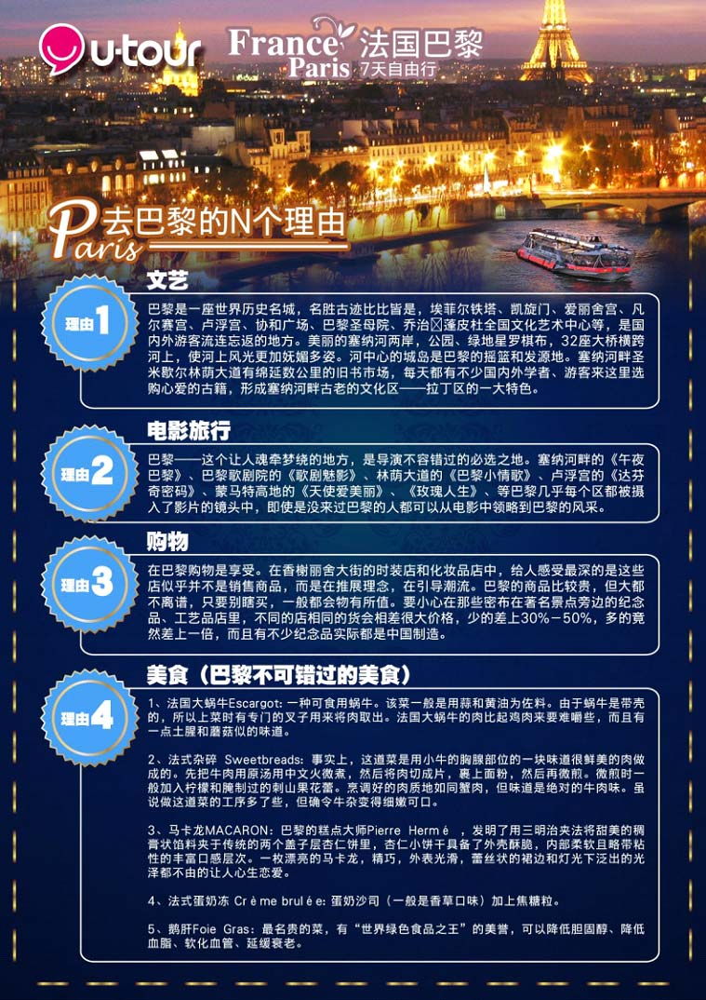 u-tour
France 法国巴黎
Paris 7天自由行
去巴黎的N个理由
Paris
文艺
理由1
巴黎是一座世界历史名城，名胜古迹比比皆是，埃菲尔铁塔、凯旋门、爱丽舍宫、凡
尔赛宫、卢浮宫、协和广场、巴黎圣母院、乔治☒蓬皮杜全国文化艺术中心等，是国
内外游客流连忘返的地方。美丽的塞纳河两岸，公园、绿地星罗棋布，32座大桥横跨
河上，使河上风光更加妩媚多姿。河中心的城岛是巴黎的摇篮和发源地。塞纳河畔圣
米歇尔林荫大道有绵延数公里的旧书市场，每天都有不少国内外学者、游客来这里选
购心爱的古籍，形成塞纳河畔古老的文化区——拉丁区的一大特色。
电影旅行
理由2
巴黎——这个让人魂牵梦绕的地方，是导演不容错过的必选之地。塞纳河畔的《午夜
巴黎》、巴黎歌剧院的《歌剧魅影》、林荫大道的《巴黎小情歌》、卢浮宫的《达芬
奇密码》、蒙马特高地的《天使爱美丽》、《玫瑰人生》、等巴黎几乎每个区都被摄
入了影片的镜头中，即使是没来过巴黎的人都可以从电影中领略到巴黎的风采。
购物
理由3
在巴黎购物是享受。在香榭丽舍大街的时装店和化妆品店中，给人感受最深的是这些
店似乎并不是销售商品，而是在推展理念，在引导潮流。巴黎的商品比较贵，但大都
不离谱，只要别瞎买，一般都会物有所值。要小心在那些密布在著名景点旁边的纪念
品、工艺品店里，不同的店相同的货会相差很大价格，少的差上30%－50%，多的竟
然差上一倍，而且有不少纪念品实际都是中国制造。
美食（巴黎不可错过的美食）
理由4
1、法国大蜗牛Escargot: 一种可食用蜗牛。该菜一般是用蒜和黄油为佐料。由于蜗牛是带壳
的，所以上菜时有专门的叉子用来将肉取出。法国大蜗牛的肉比起鸡肉来要难嚼些，而且有
一点土腥和蘑菇似的味道。
2、法式杂碎 Sweetbreads: 事实上，这道菜是用小牛的胸腺部位的一块味道很鲜美的肉做
成的。先把牛肉用原汤用中文火微煮，然后将肉切成片，裹上面粉，然后再微煎。微煎时一
般加入柠檬和腌制过的刺山果花蕾。烹调好的肉质地如同蟹肉，但味道是绝对的牛肉味。虽
说做这道菜的工序多了些，但确令牛杂变得细嫩可口。
3、马卡龙MACARON：巴黎的糕点大师Pierre Hermé ，发明了用三明治夹法将甜美的稠
膏状馅料夹于传统的两个盖子层杏仁饼里，杏仁小饼干具备了外壳酥脆，内部柔软且略带粘
性的丰富口感层次。一枚漂亮的马卡龙，精巧，外表光滑，蕾丝状的裙边和灯光下泛出的光
泽都不由的让人心生恋爱。
4、法式蛋奶冻 Crème brulée: 蛋奶沙司（一般是香草口味）加上焦糖粒。
5、鹅肝Foie Gras：最名贵的菜，有“世界绿色食品之王”的美誉，可以降低胆固醇、降低
血脂、软化血管、延缓衰老。